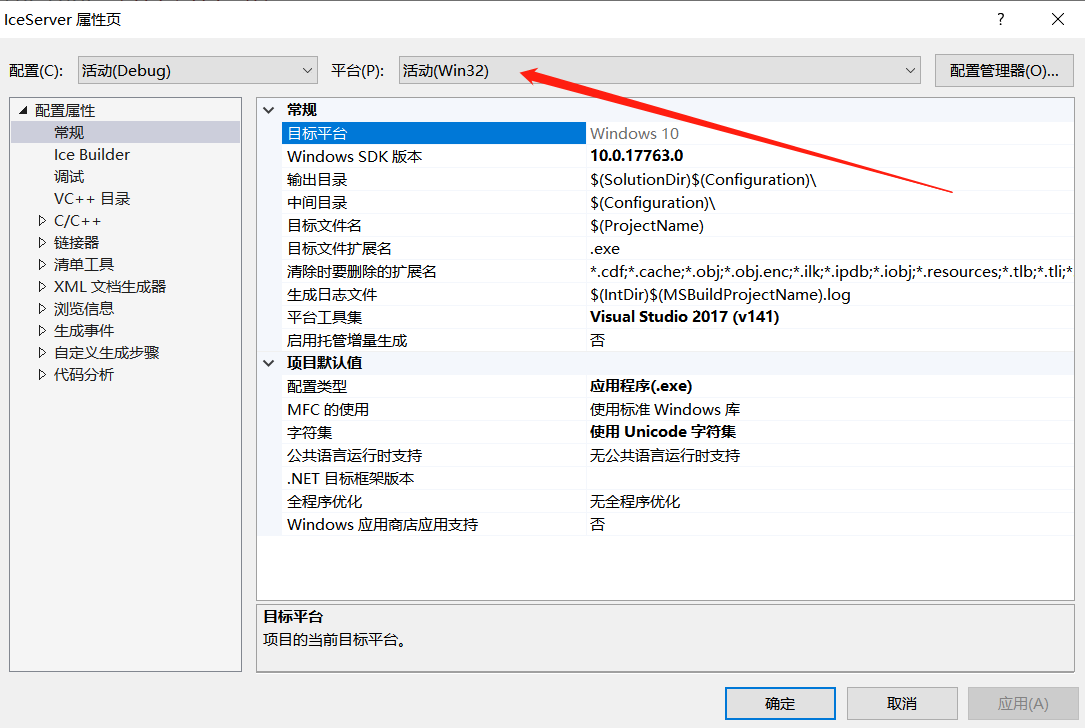 IceServer 属性页
配置(C): 活动(Debug) 平台(P): 活动(Win32) 配置管理器(O)...
配置属性
常规
Ice Builder
调试
VC++ 目录
C/C++
链接器
清单工具
XML 文档生成器
浏览信息
生成事件
自定义生成步骤
代码分析
常规
目标平台 Windows 10
Windows SDK 版本 10.0.17763.0
输出目录 $(SolutionDir)$(Configuration)\
中间目录 $(Configuration)\
目标文件名 $(ProjectName)
目标文件扩展名 .exe
清除时要删除的扩展名 *.cdf;*.cache;*.obj;*.obj.enc;*.ilk;*.ipdb;*.iobj;*.resources;*.tlb;*.tli;*
生成日志文件 $(IntDir)$(MSBuildProjectName).log
平台工具集 Visual Studio 2017 (v141)
启用托管增量生成 否
项目默认值
配置类型 应用程序(.exe)
MFC 的使用 使用标准 Windows 库
字符集 使用 Unicode 字符集
公共语言运行时支持 无公共语言运行时支持
.NET 目标框架版本
全程序优化 无全程序优化
Windows 应用商店应用支持 否
目标平台
项目的当前目标平台。
确定 取消 应用(A)